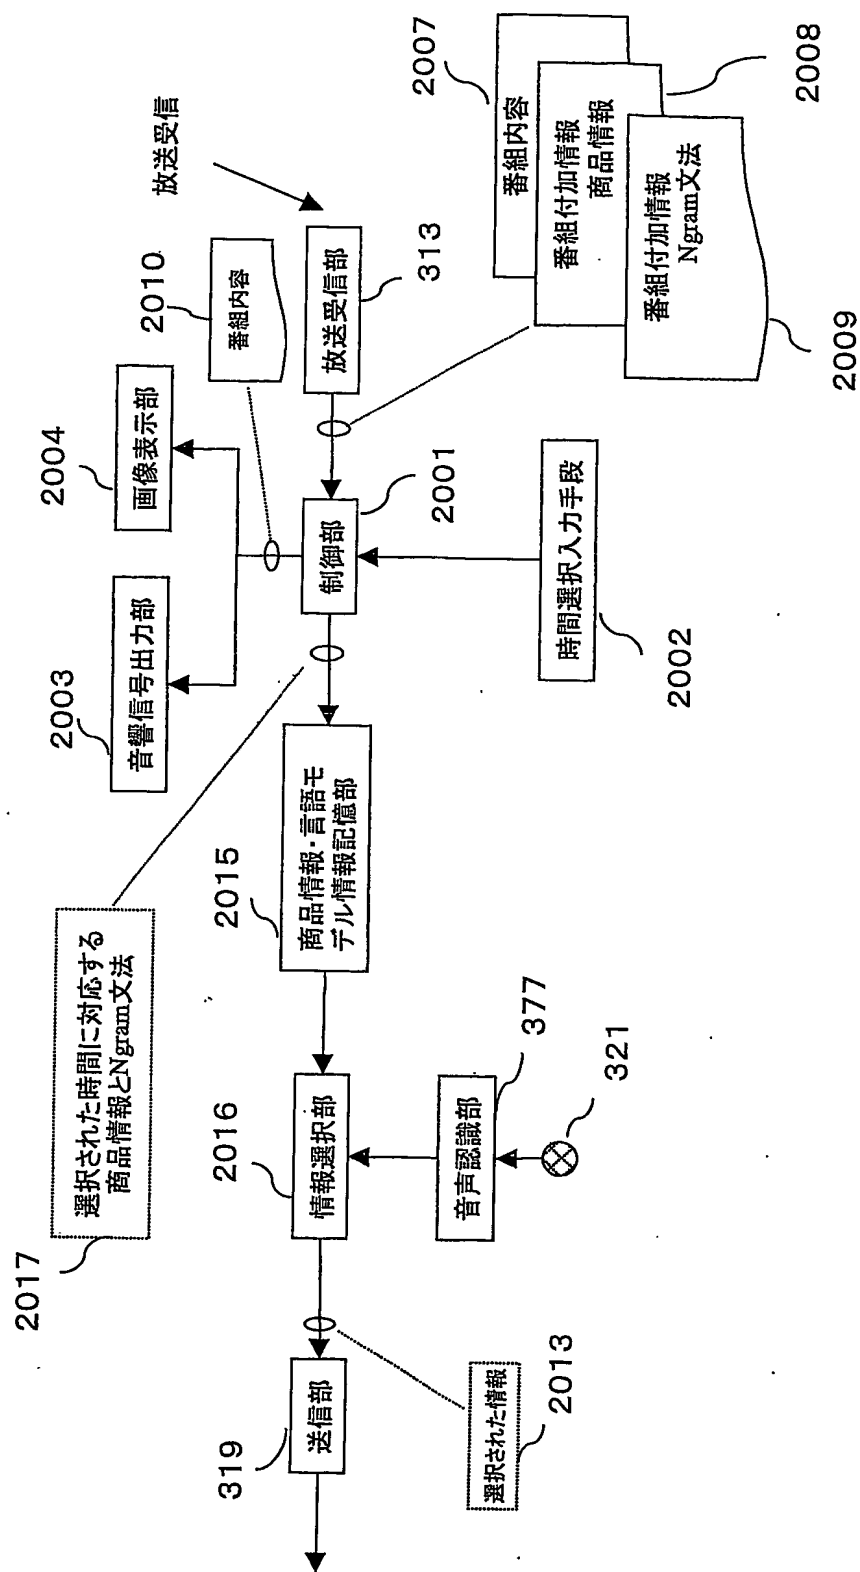 放送受信
2007
番組内容
番組付加情報
商品情報
2008
番組付加情報
Ngram文法
2009
2010
番組内容
放送受信部
313
2004
画像表示部
2003
音響信号出力部
制御部
2001
時間選択入力手段
2002
2015
商品情報・言語モ
デル情報記憶部
選択された時間に対応する
商品情報とNgram文法
2017
2016
情報選択部
音声認識部
377
321
319
送信部
選択された情報
2013